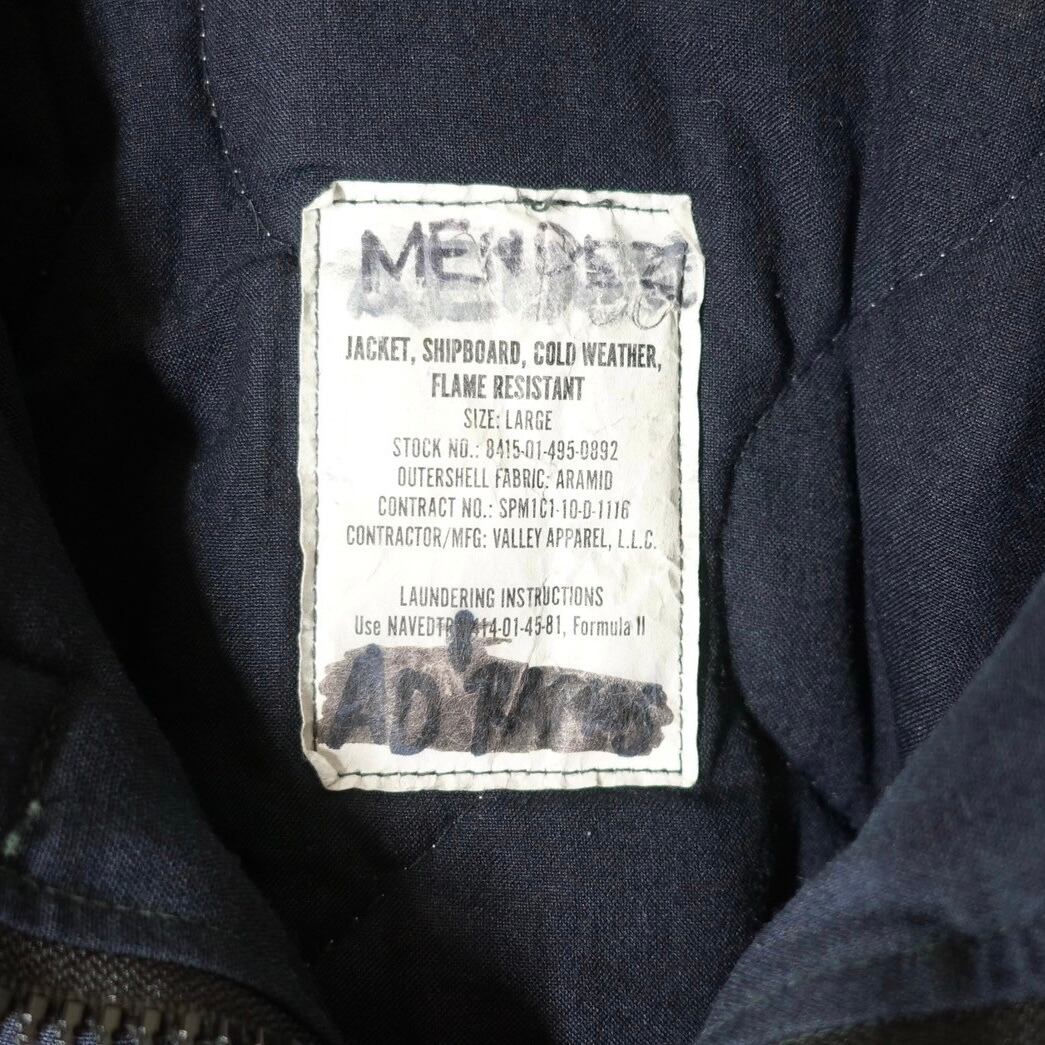 MENDEZ
JACKET, SHIPBOARD, COLD WEATHER,
FLAME RESISTANT
SIZE: LARGE
STOCK NO.: 8415-01-495-0892
OUTERSHELL FABRIC: ARAMID
CONTRACT NO.: SPM1C1-10-D-1116
CONTRACTOR/MFG: VALLEY APPAREL, L.L.C.
LAUNDERING INSTRUCTIONS
Use 414-01-45-81, Formula II
AD